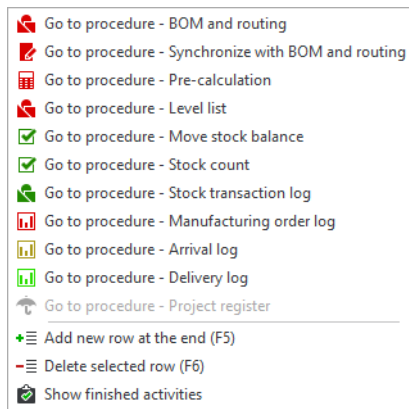 Go to procedure - BOM and routing
Go to procedure - Synchronize with BOM and routing
Go to procedure - Pre-calculation
Go to procedure - Level list
Go to procedure - Move stock balance
Go to procedure - Stock count
Go to procedure - Stock transaction log
Go to procedure - Manufacturing order log
Go to procedure - Arrival log
Go to procedure - Delivery log
Go to procedure - Project register
Add new row at the end (F5)
Delete selected row (F6)
Show finished activities